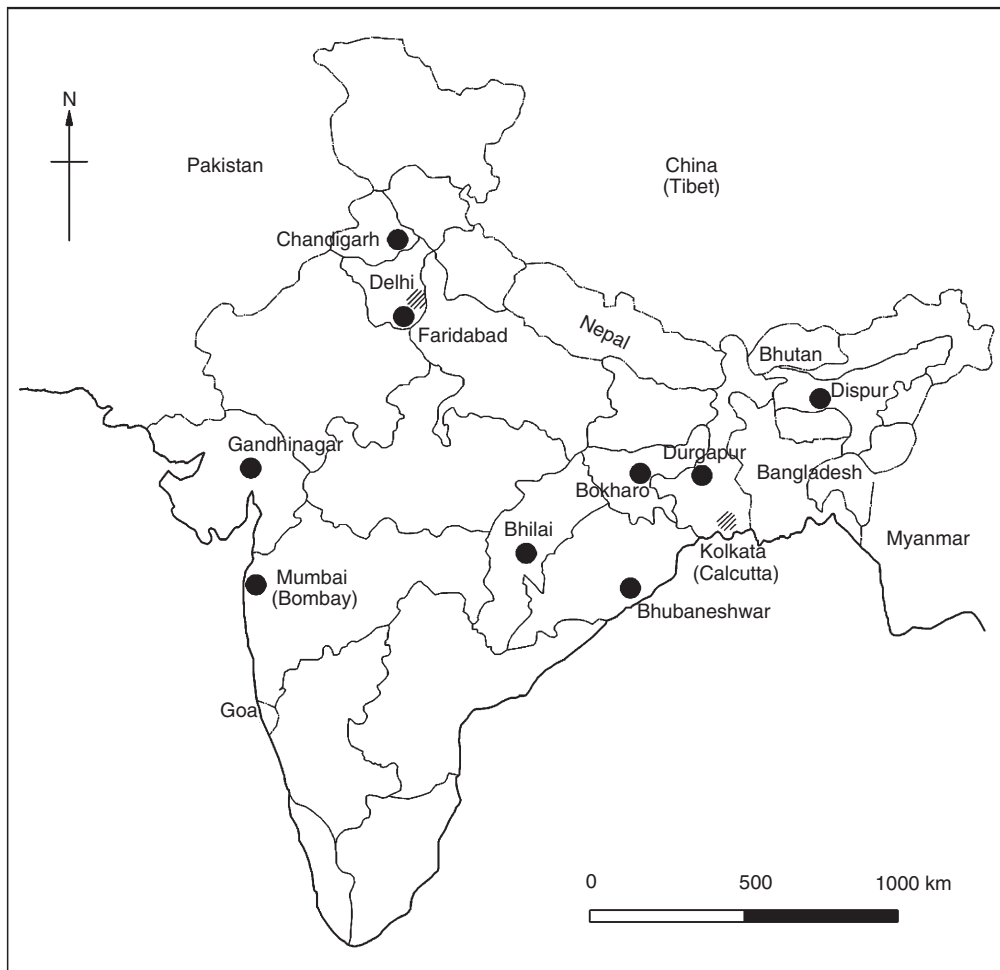 N
Pakistan
China
(Tibet)
Chandigarh
Delhi
Faridabad
Nepal
Bhutan
Dispur
Gandhinagar
Durgapur
Bangladesh
Bokharo
Bhilai
Kolkata
(Calcutta)
Myanmar
Mumbai
(Bombay)
Bhubaneshwar
Goa
0 500 1000 km